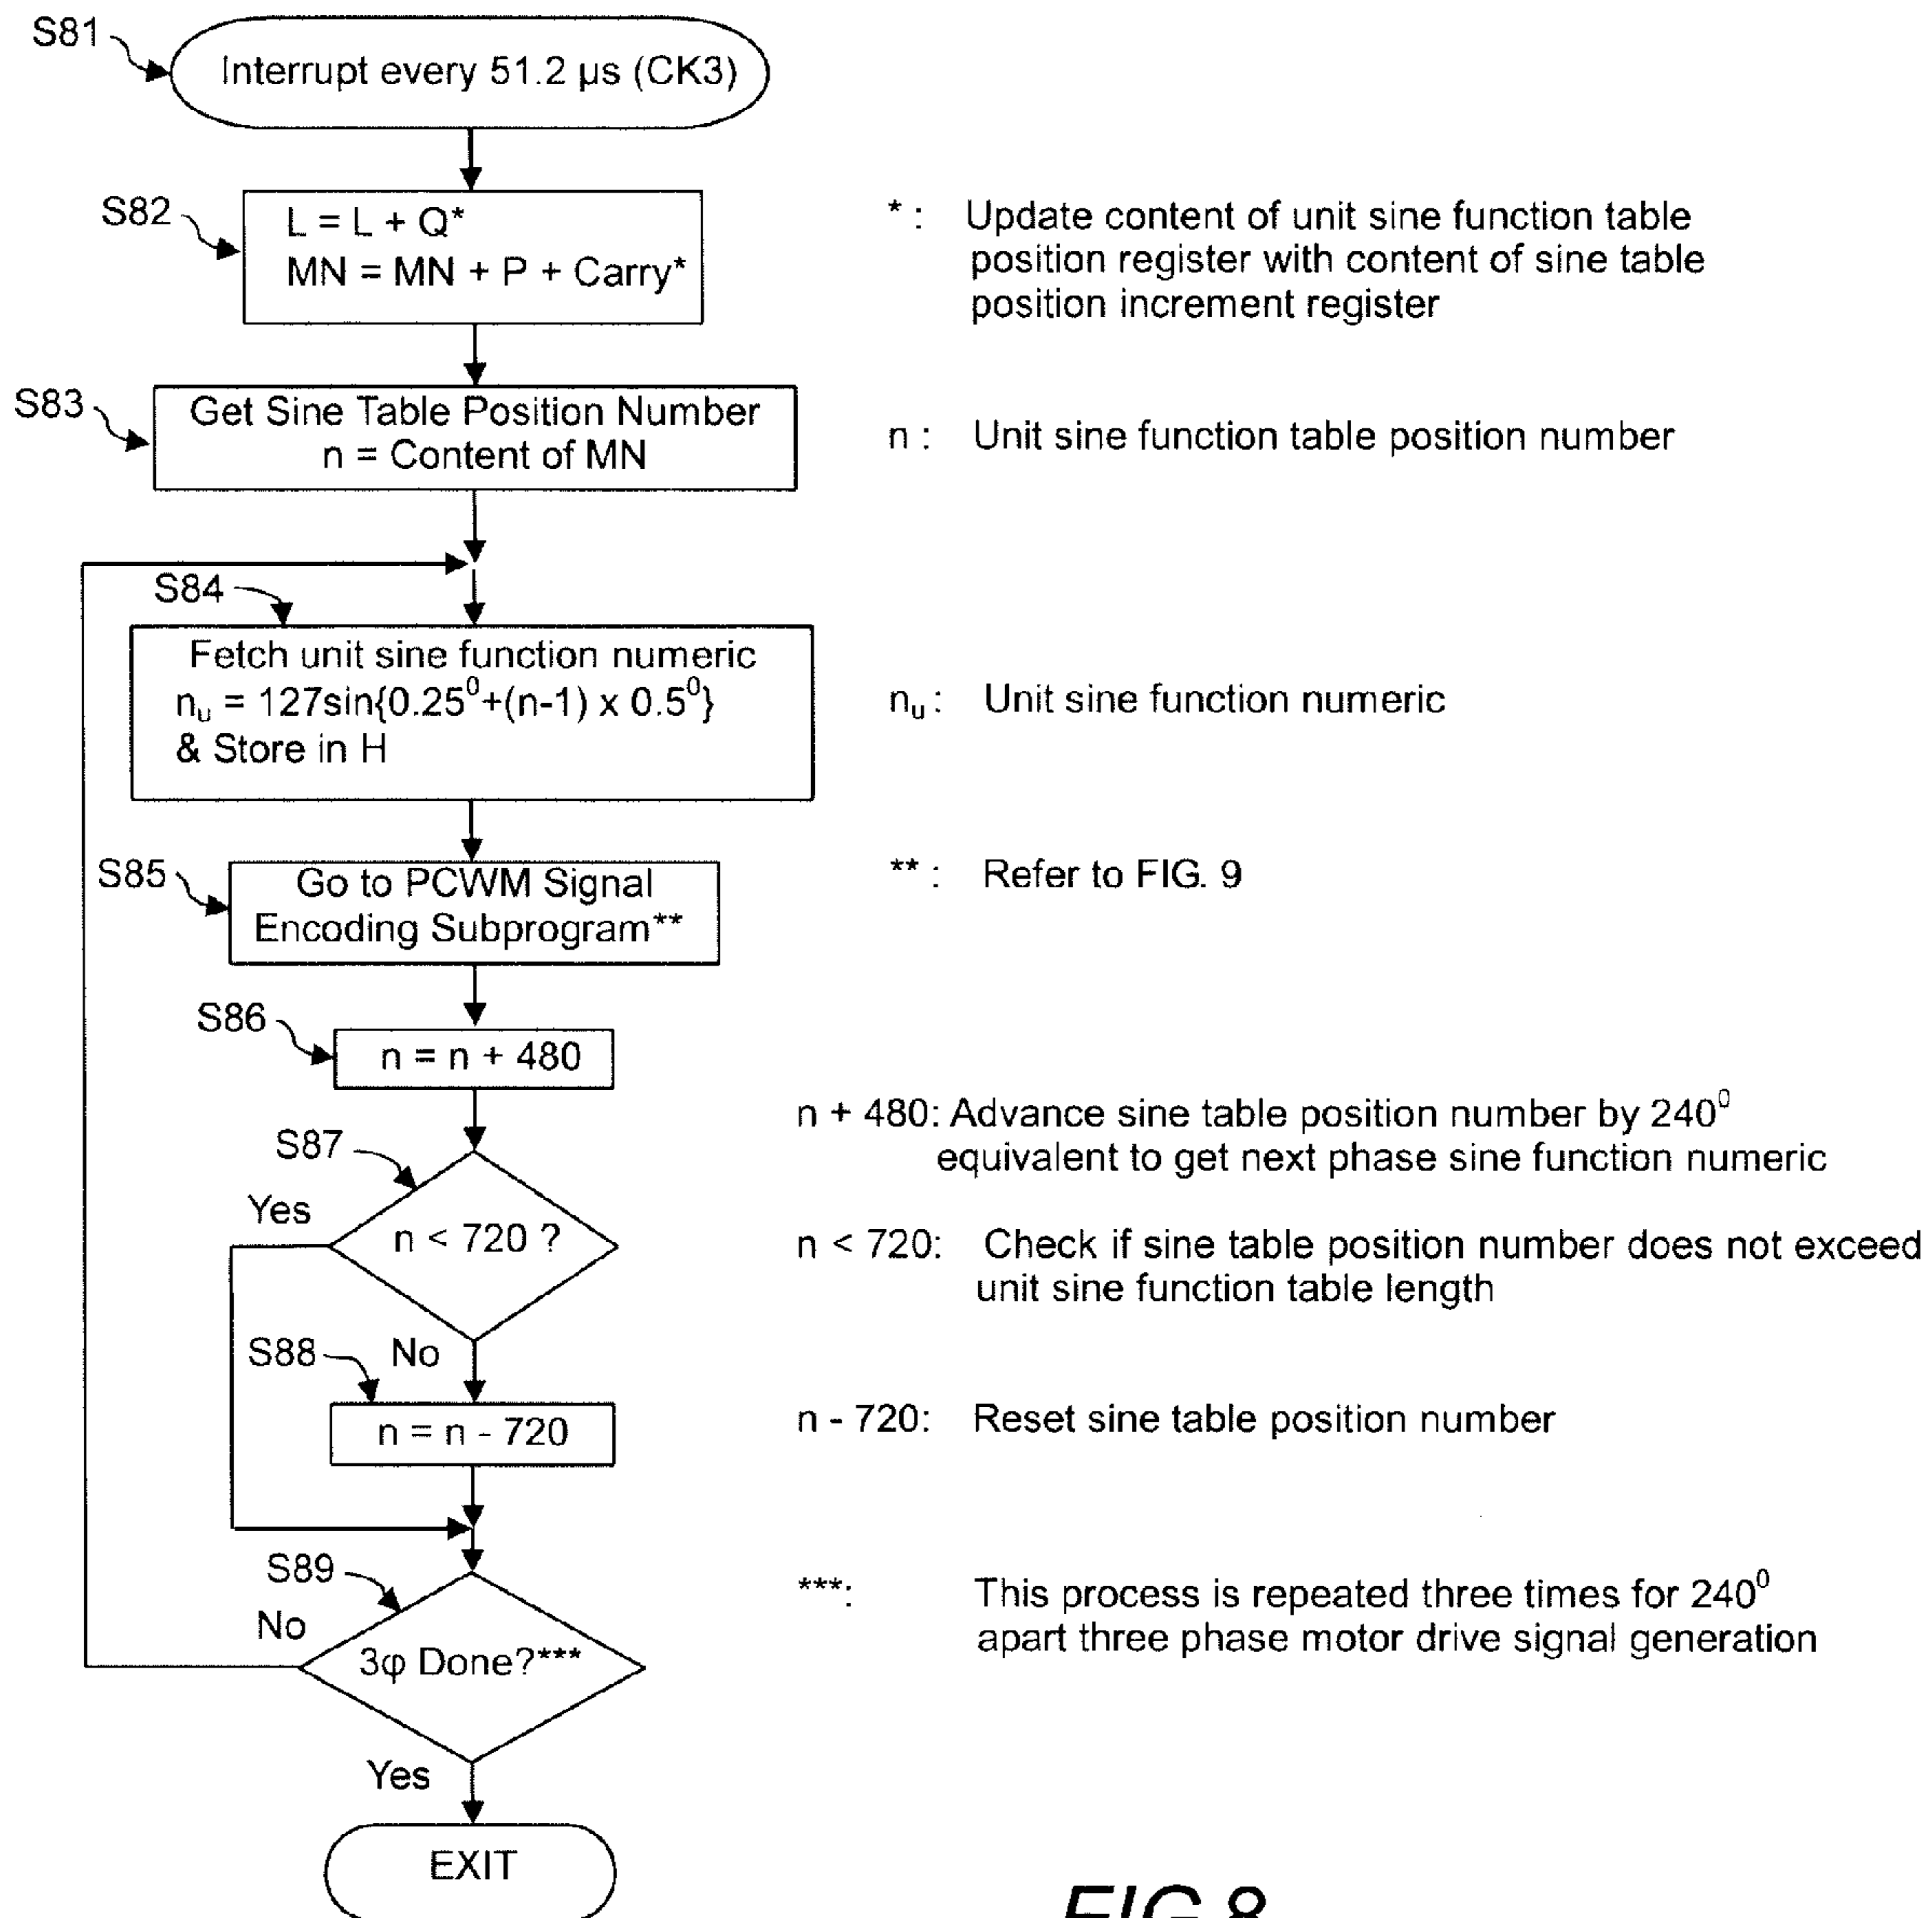 S81
Interrupt every 51.2 µs (CK3)
S82
L = L + Q*
MN = MN + P + Carry*
* : Update content of unit sine function table
position register with content of sine table
position increment register
S83
Get Sine Table Position Number
n = Content of MN
n : Unit sine function table position number
S84
Fetch unit sine function numeric
nᵤ = 127sin{0.25⁰+(n-1) x 0.5⁰}
& Store in H
nᵤ : Unit sine function numeric
S85
Go to PCWM Signal
Encoding Subprogram**
** : Refer to FIG. 9
S86
n = n + 480
n + 480: Advance sine table position number by 240⁰
equivalent to get next phase sine function numeric
S87
Yes
n < 720 ?
n < 720: Check if sine table position number does not exceed
unit sine function table length
No
S88
n = n - 720
n - 720: Reset sine table position number
S89
No
3φ Done?***
***: This process is repeated three times for 240⁰
apart three phase motor drive signal generation
Yes
EXIT
FIG.8